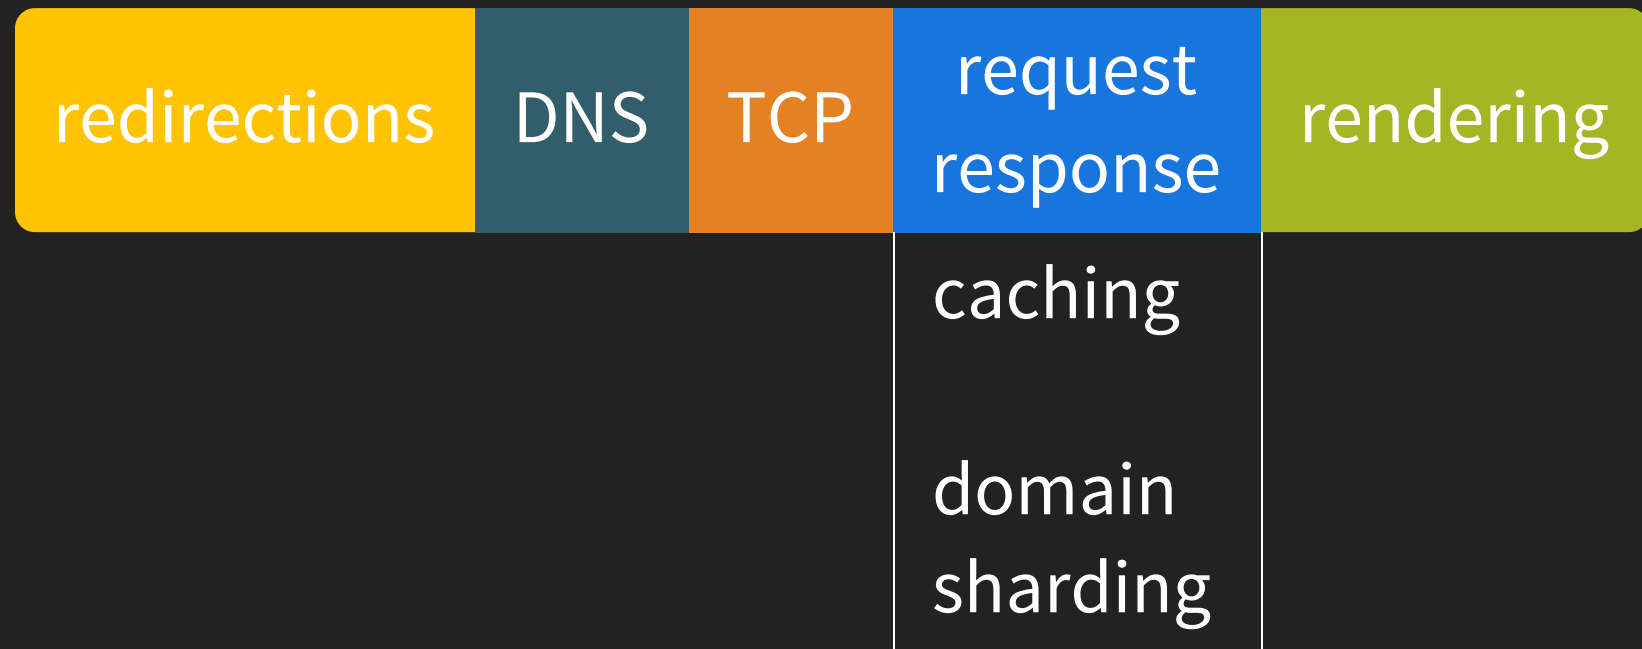 redirections
DNS
TCP
request
response
rendering
caching
domain
sharding